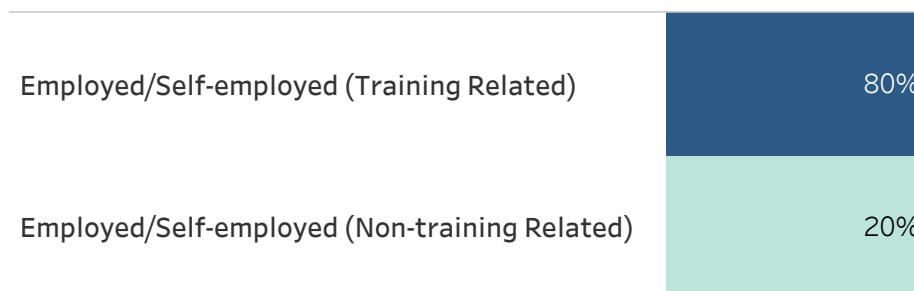 Employed/Self-employed (Training Related) 80%
Employed/Self-employed (Non-training Related) 20%